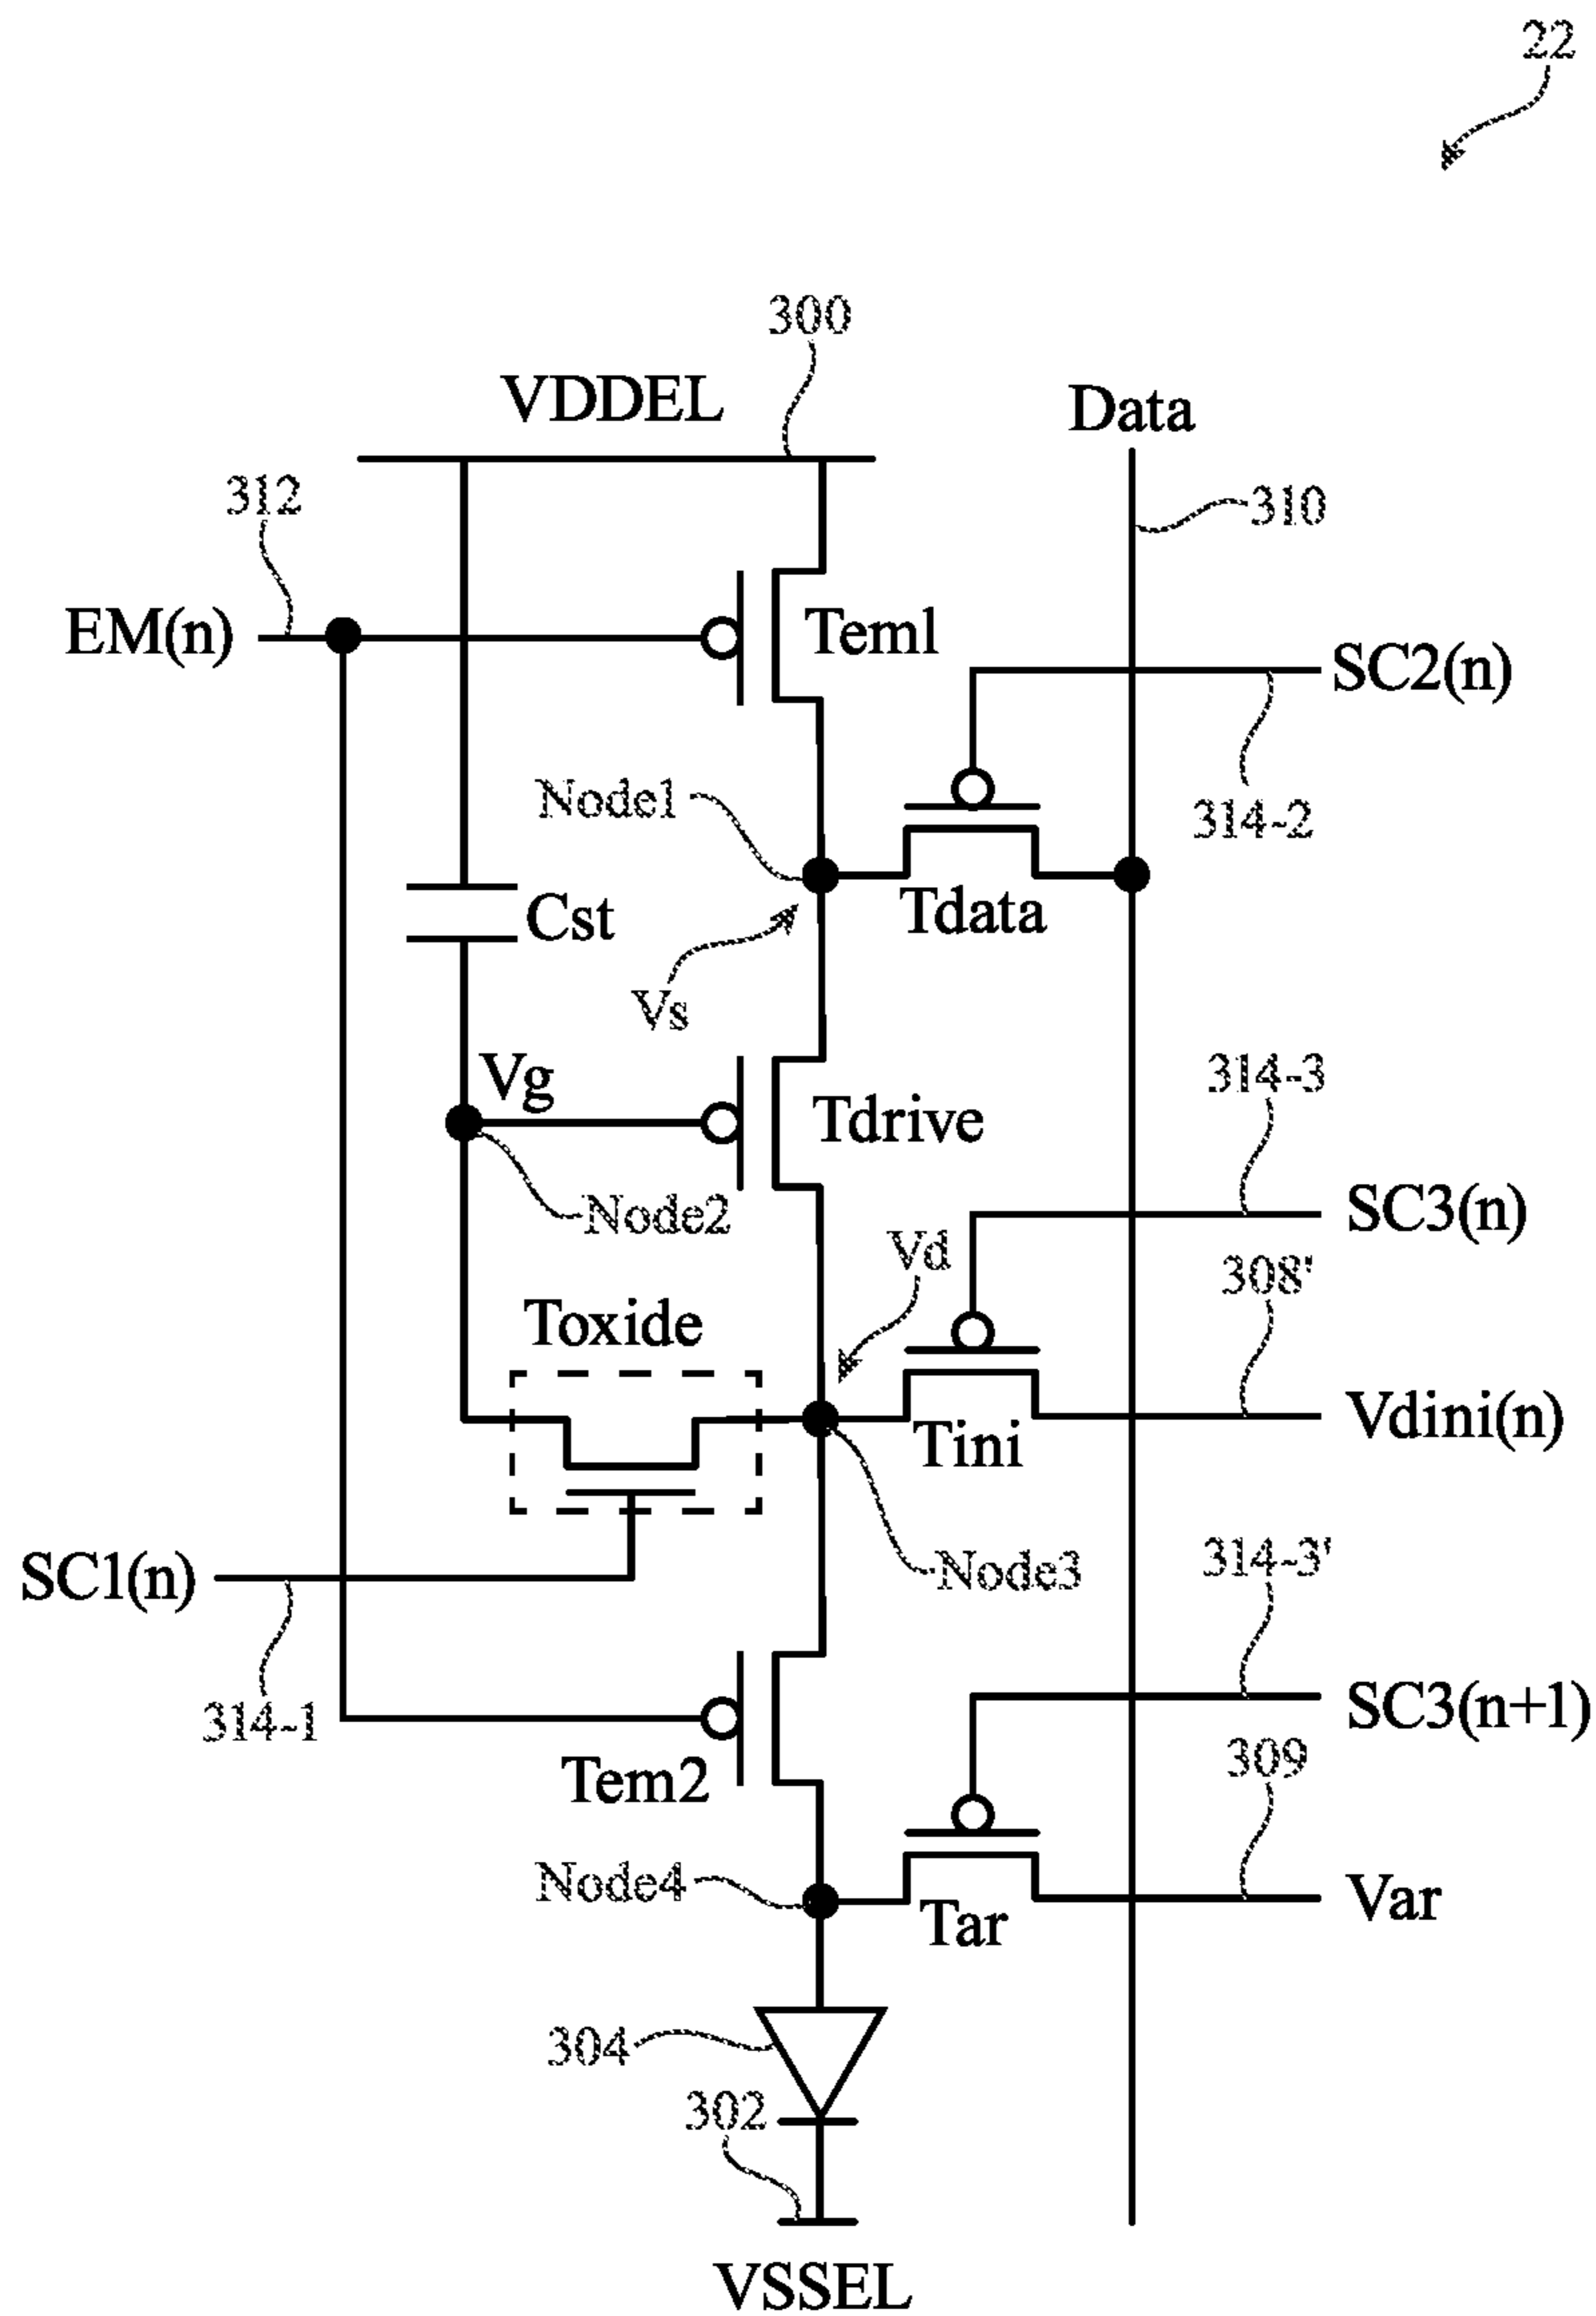 22
300
VDDEL
Data
312
310
EM(n)
Tem1
SC2(n)
Node1
314-2
Cst
Tdata
Vs
Vg
314-3
Tdrive
Node2
SC3(n)
Vd
308'
Toxide
Vdini(n)
Tini
314-3'
SC1(n)
Node3
314-1
SC3(n+1)
Tem2
309
Node4
Var
Tar
304
302
VSSEL